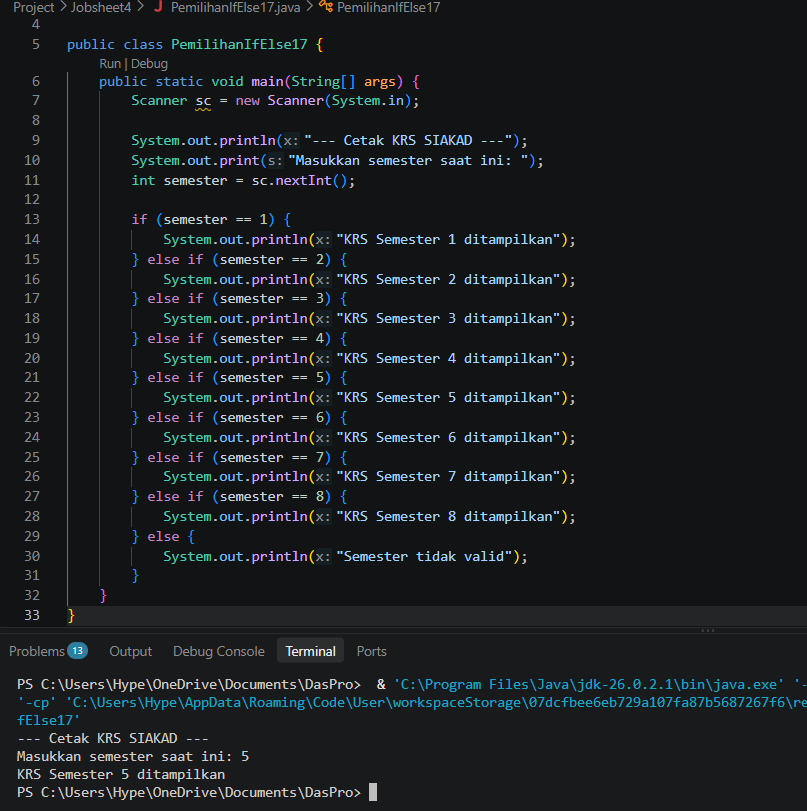 Project > Jobsheet4 > J PemilihanIfElse17.java > PemilihanIfElse17
4
5 public class PemilihanIfElse17 {
Run | Debug
6 public static void main(String[] args) {
7 Scanner sc = new Scanner(System.in);
8
9 System.out.println(x: "--- Cetak KRS SIAKAD ---");
10 System.out.print(s: "Masukkan semester saat ini: ");
11 int semester = sc.nextInt();
12
13 if (semester == 1) {
14 System.out.println(x: "KRS Semester 1 ditampilkan");
15 } else if (semester == 2) {
16 System.out.println(x: "KRS Semester 2 ditampilkan");
17 } else if (semester == 3) {
18 System.out.println(x: "KRS Semester 3 ditampilkan");
19 } else if (semester == 4) {
20 System.out.println(x: "KRS Semester 4 ditampilkan");
21 } else if (semester == 5) {
22 System.out.println(x: "KRS Semester 5 ditampilkan");
23 } else if (semester == 6) {
24 System.out.println(x: "KRS Semester 6 ditampilkan");
25 } else if (semester == 7) {
26 System.out.println(x: "KRS Semester 7 ditampilkan");
27 } else if (semester == 8) {
28 System.out.println(x: "KRS Semester 8 ditampilkan");
29 } else {
30 System.out.println(x: "Semester tidak valid");
31 }
32 }
33 }
Problems 13 Output Debug Console Terminal Ports
PS C:\Users\Hype\OneDrive\Documents\DasPro> & 'C:\Program Files\Java\jdk-26.0.2.1\bin\java.exe' '-
'-cp' 'C:\Users\Hype\AppData\Roaming\Code\User\workspaceStorage\07dcfbee6eb729a107fa87b5687267f6\re
fElse17'
--- Cetak KRS SIAKAD ---
Masukkan semester saat ini: 5
KRS Semester 5 ditampilkan
PS C:\Users\Hype\OneDrive\Documents\DasPro>